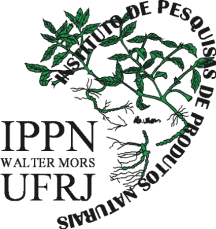 INSTITUTO DE PESQUISAS DE PRODUTOS NATURAIS
IPPN
WALTER MORS
UFRJ